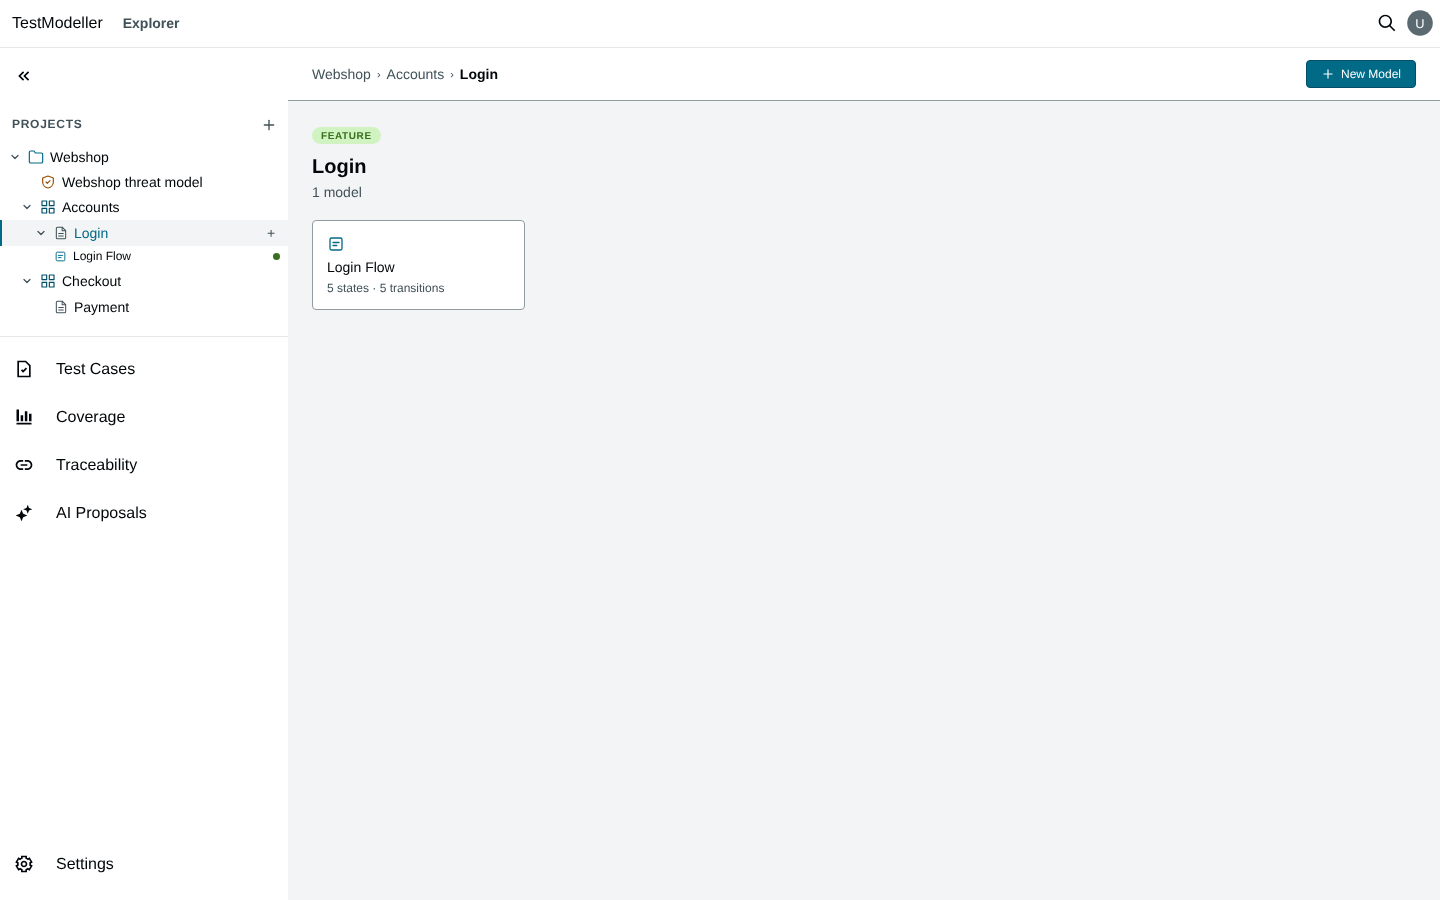 TestModeller Explorer U
Webshop › Accounts › Login
+ New Model
PROJECTS +
Webshop
Webshop threat model
Accounts
Login +
Login Flow
Checkout
Payment
Test Cases
Coverage
Traceability
AI Proposals
Settings
FEATURE
Login
1 model
Login Flow
5 states · 5 transitions